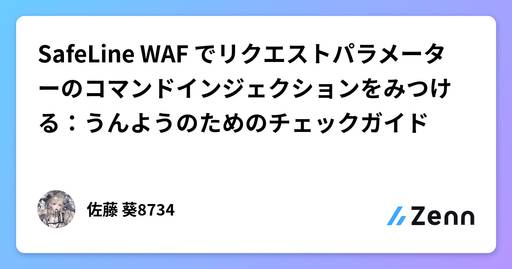 SafeLine WAF でリクエストパラメータ
ーのコマンドインジェクションをみつけ
る：うんようのためのチェックガイド
佐藤 葵8734
Zenn